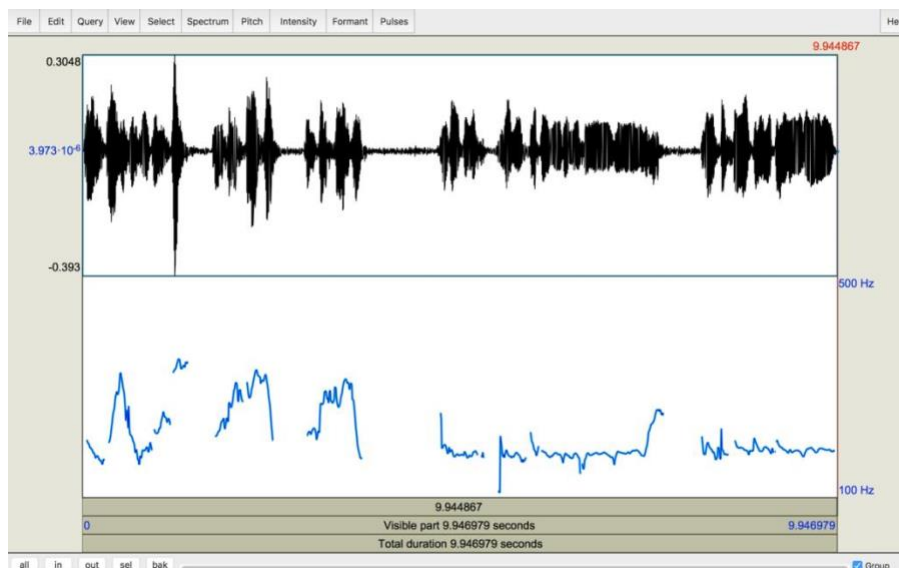 File Edit Query View Select Spectrum Pitch Intensity Formant Pulses He
9.944867
0.3048
3.973·10⁻⁶
-0.393
500 Hz
100 Hz
9.944867
0 Visible part 9.946979 seconds 9.946979
Total duration 9.946979 seconds
all in out sel bak Group